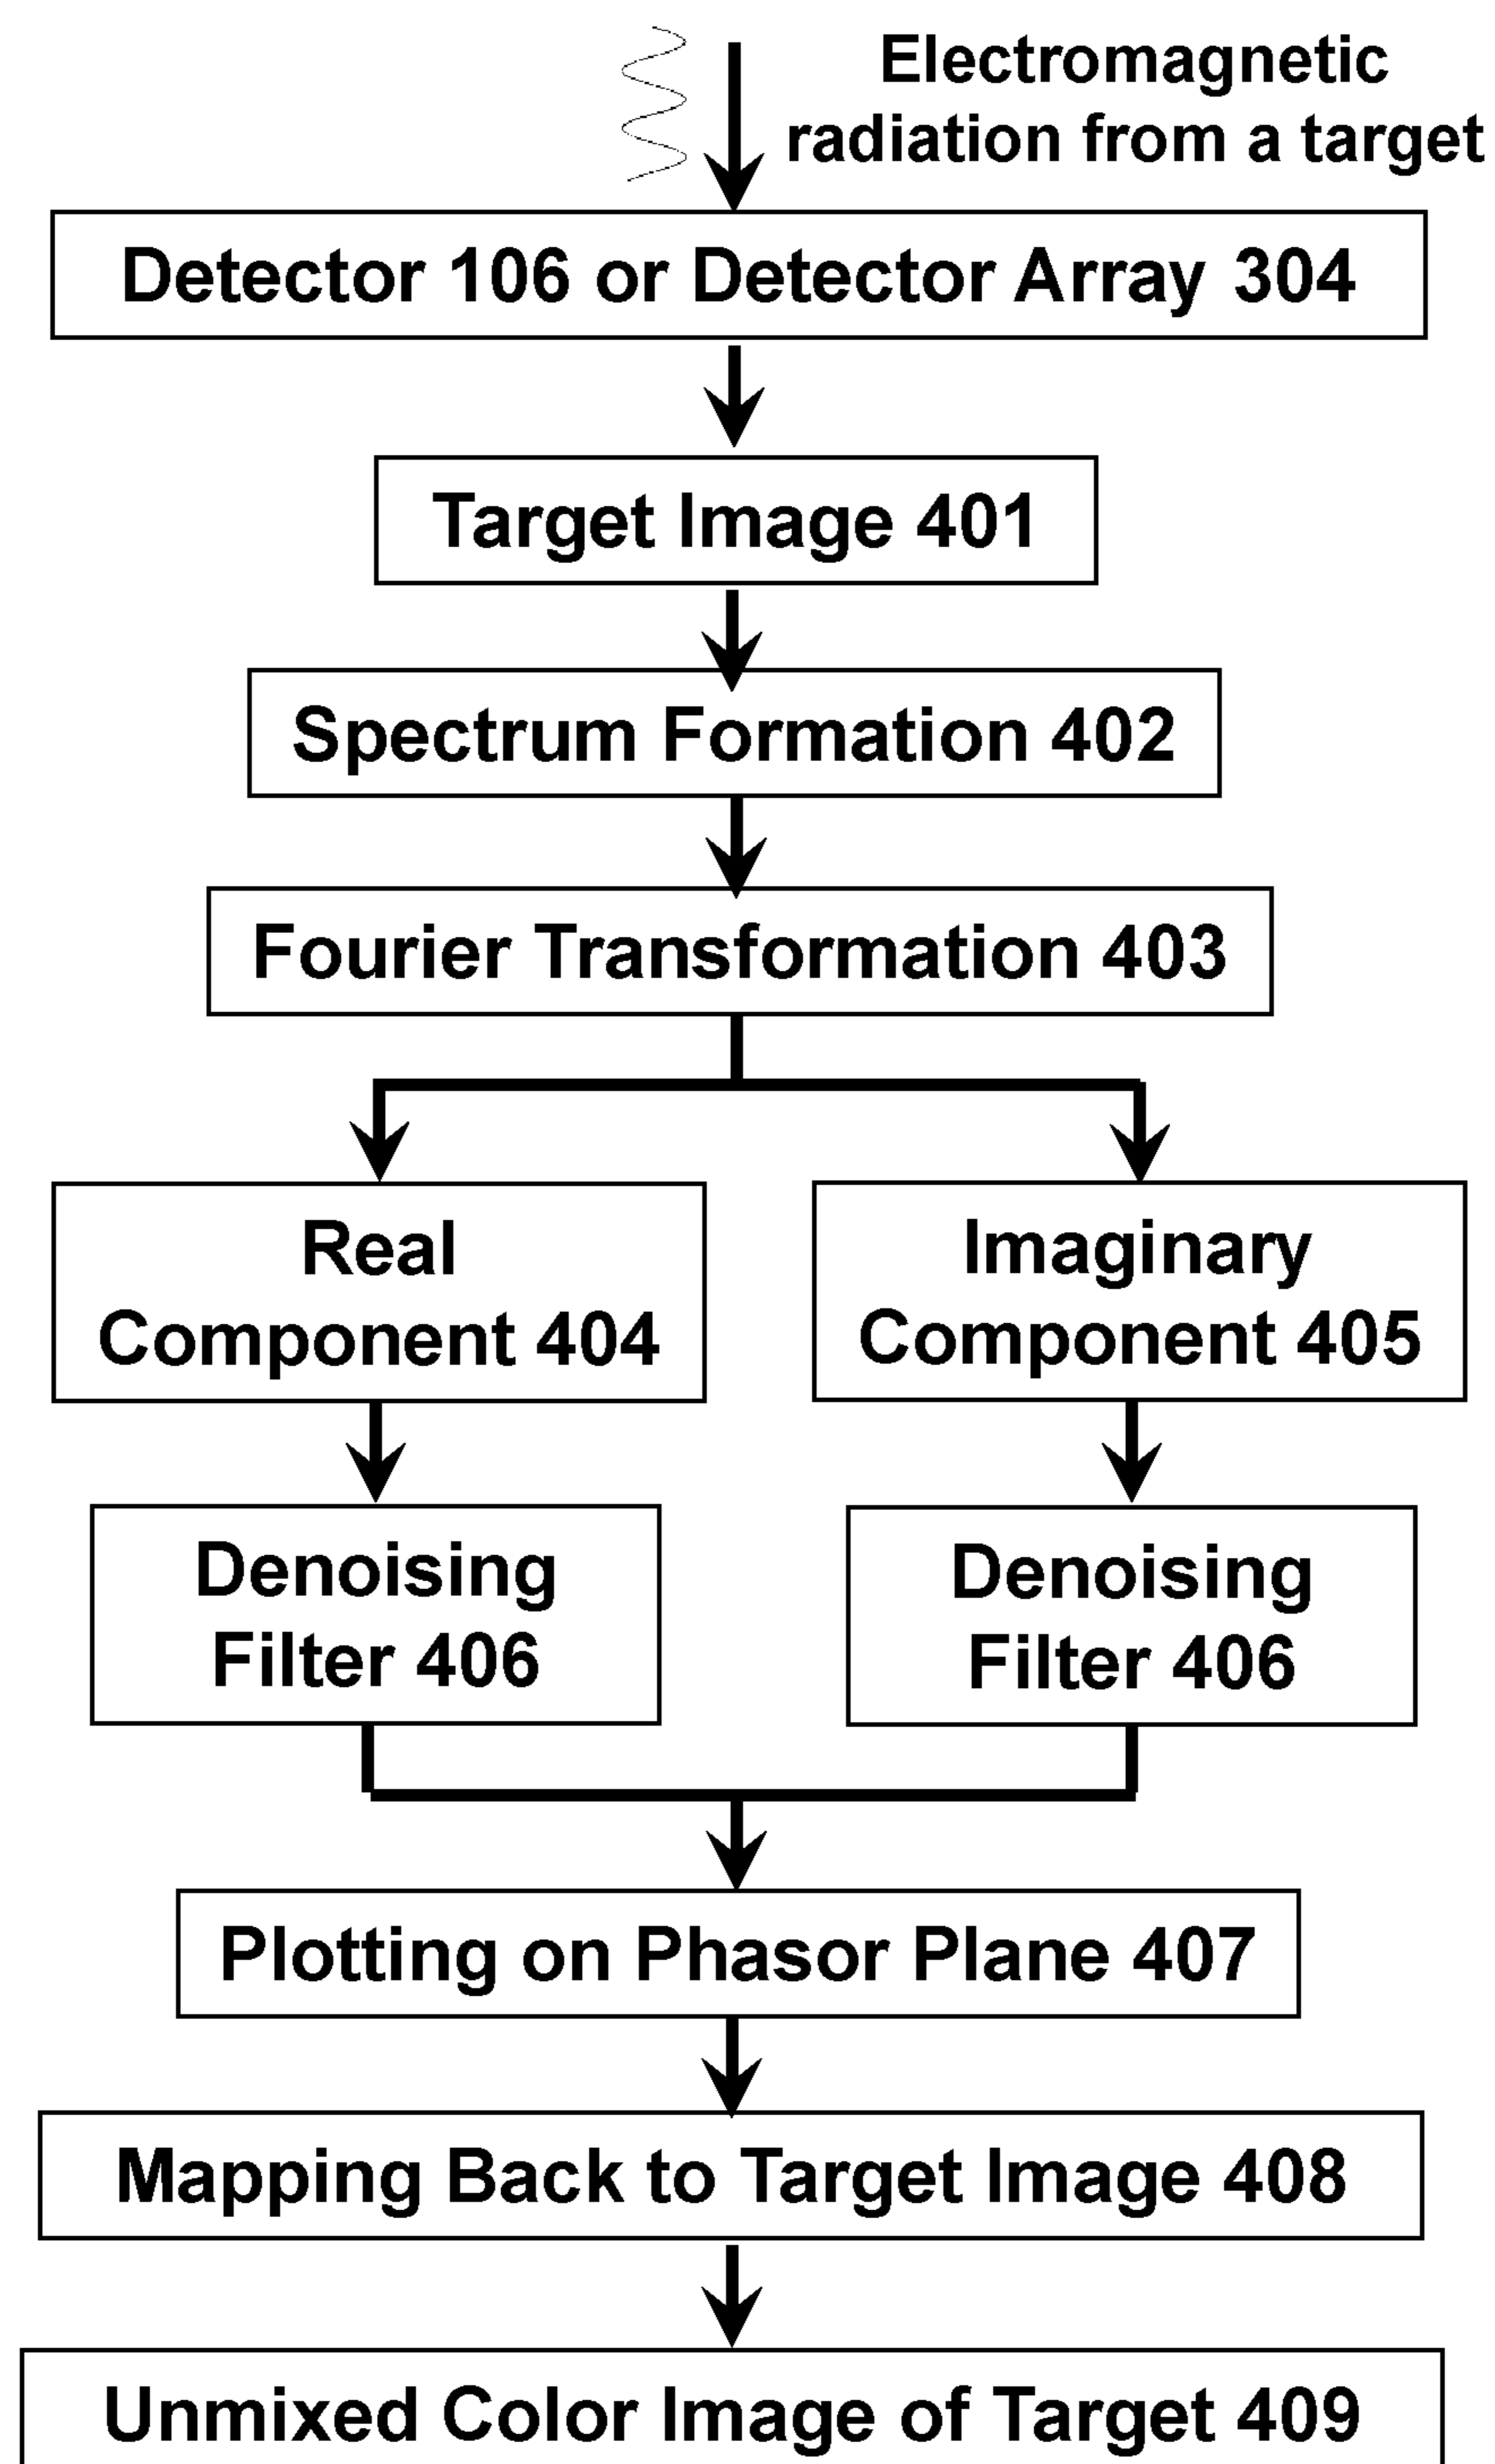 Electromagnetic
radiation from a target
Detector 106 or Detector Array 304
Target Image 401
Spectrum Formation 402
Fourier Transformation 403
Real
Component 404
Imaginary
Component 405
Denoising
Filter 406
Denoising
Filter 406
Plotting on Phasor Plane 407
Mapping Back to Target Image 408
Unmixed Color Image of Target 409